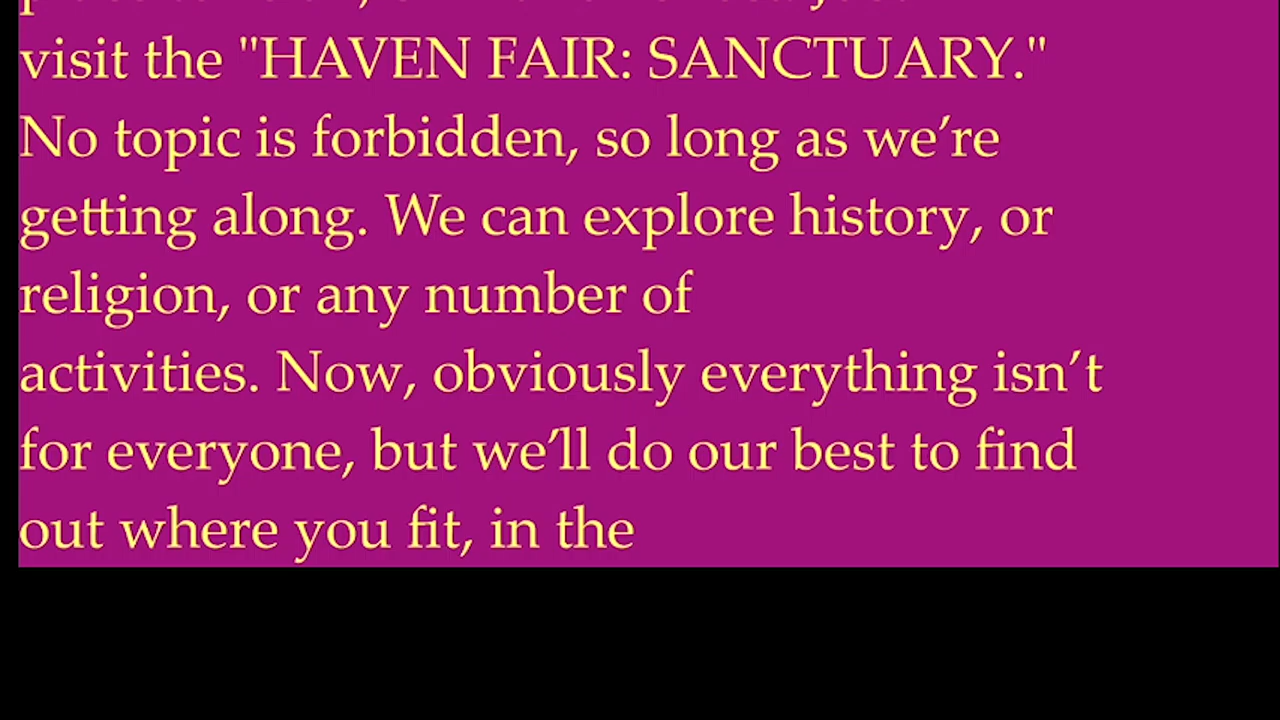 visit the "HAVEN FAIR: SANCTUARY."
No topic is forbidden, so long as we’re
getting along. We can explore history, or
religion, or any number of
activities. Now, obviously everything isn’t
for everyone, but we’ll do our best to find
out where you fit, in the